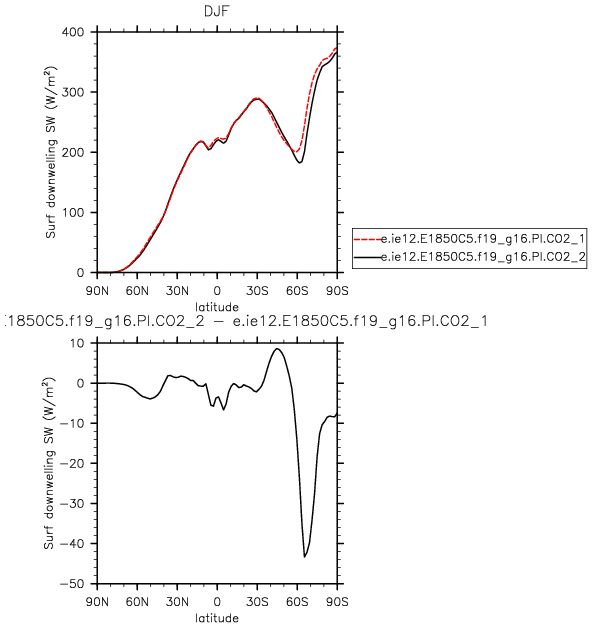 DJF
Surf downwelling SW (W/m²)
400
300
200
100
0
90N 60N 30N 0 30S 60S 90S
latitude
e.ie12.E1850C5.f19_g16.PI.CO2_1
e.ie12.E1850C5.f19_g16.PI.CO2_2
:1850C5.f19_g16.PI.CO2_2 – e.ie12.E1850C5.f19_g16.PI.CO2_1
Surf downwelling SW (W/m²)
10
0
−10
−20
−30
−40
−50
90N 60N 30N 0 30S 60S 90S
latitude